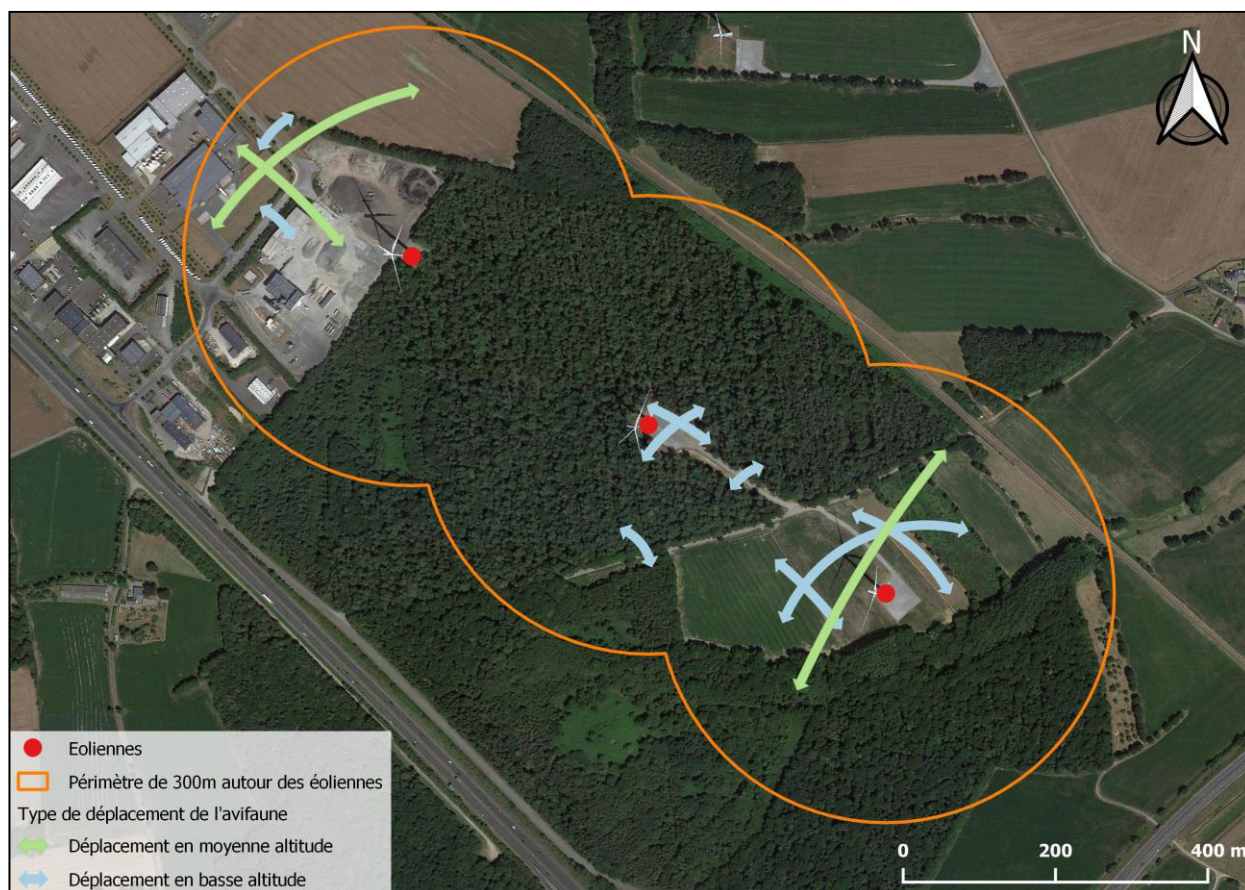 N
Eoliennes
Périmètre de 300m autour des éoliennes
Type de déplacement de l'avifaune
Déplacement en moyenne altitude
Déplacement en basse altitude
0 200 400 m